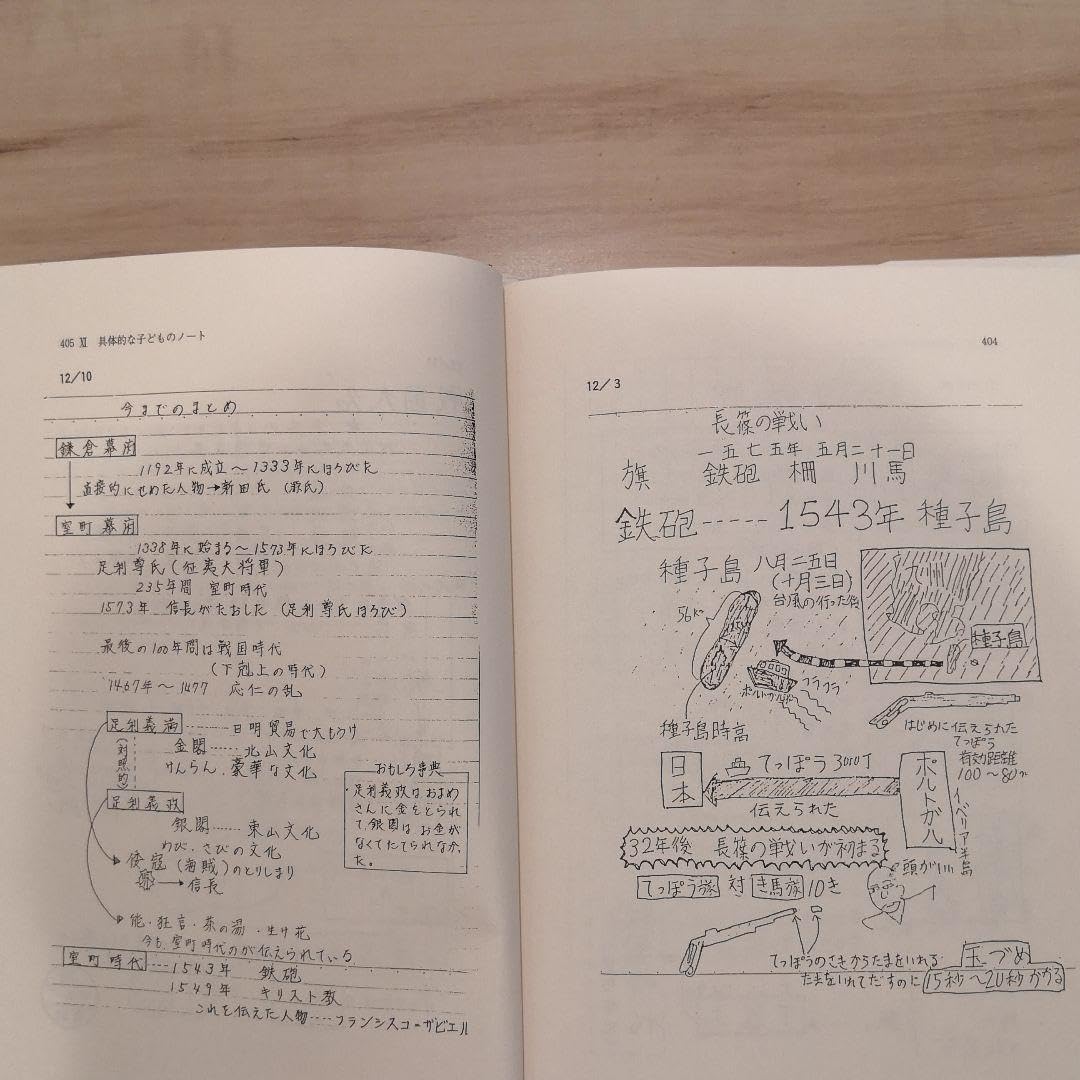 405 Ⅺ 具体的な子どものノート
12/10
今までのまとめ
鎌倉幕府
1192年に成立～1333年にほろびた
直接的にせめた人物→新田氏(源氏)
室町幕府
1338年に始まる～1573年にほろびた
足利尊氏(征夷大将軍)
235年間 室町時代
1573年 信長がたおした(足利尊氏ほろび)
最後の100年間は戦国時代
(下剋上の時代)
1467年～1477 応仁の乱
足利義満……日明貿易で大もうけ
金閣……北山文化
けんらん.豪華な文化
(対照的)
足利義政
銀閣……東山文化
わび、さびの文化
倭寇(海賊)のとりしまり
→信長
能・狂言・茶の湯・生け花
今も室町時代のが伝えられている
室町時代…1543年 鉄砲
1549年 キリスト教
これを伝えた人物……フランシスコ=ザビエル
おもしろ事典
・足利義政はおよめ
さんに金をとられ
て、銀閣は、お金が
なくてたてられなかっ
た。
404
12/3
長篠の戦い
一五七五年 五月二十一日
旗 鉄砲 柵 川 馬
鉄砲……1543年 種子島
種子島 八月二五日
(十月三日)
台風の行った後
56
種子島
ポルトガル
フラフラ
種子島時高
はじめに伝えられた
てっぽう
有効距離
100～80
日本
てっぽう3000丁
伝えられた
ポルトガル
イベリア半島
32年後 長篠の戦いが初まる
頭がいい
てっぽう隊 対 き馬隊 10き
てっぽうのさきからたまをいれる
玉づめ
たまをいれてだすのに 15秒～20秒かかる